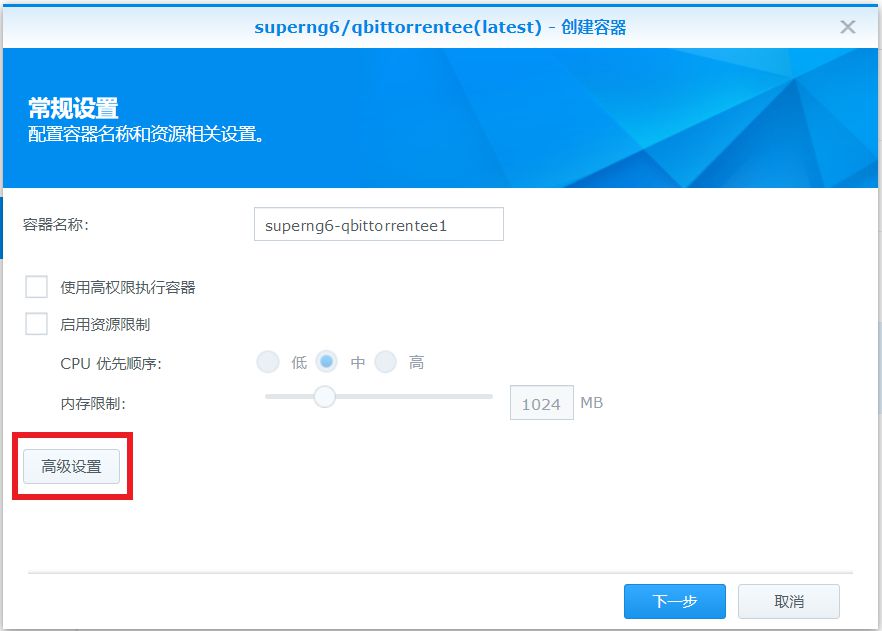 superng6/qbittorrentee(latest) - 创建容器
常规设置
配置容器名称和资源相关设置。
容器名称:
superng6-qbittorrentee1
使用高权限执行容器
启用资源限制
CPU 优先顺序:
低 中 高
内存限制:
1024 MB
高级设置
下一步 取消